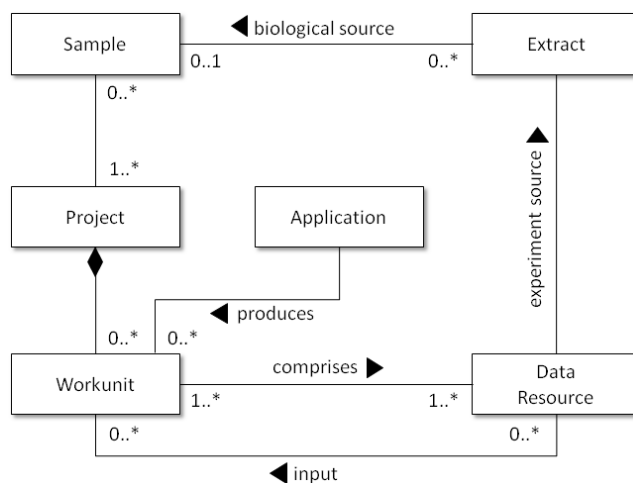 Sample
biological source
Extract
0..1
0..*
0..*
1..*
experiment source
Project
Application
produces
0..*
0..*
Workunit
comprises
Data
Resource
1..*
1..*
0..*
0..*
input